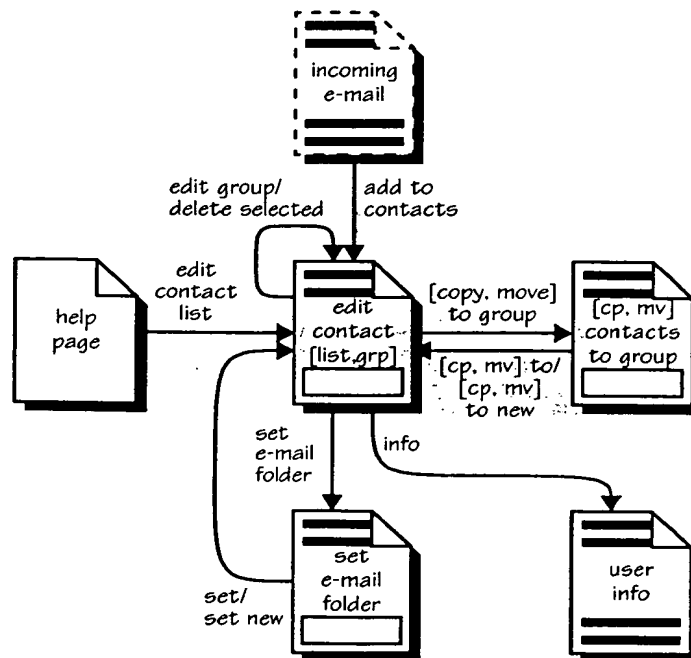 incoming
e-mail
edit group/
delete selected
add to
contacts
edit
contact
list
help
page
edit
contact
[list,grp]
[copy, move]
to group
[cp, mv] to/
[cp, mv]
to new
[cp, mv]
contacts
to group
set
e-mail
folder
info
set/
set new
set
e-mail
folder
user
info